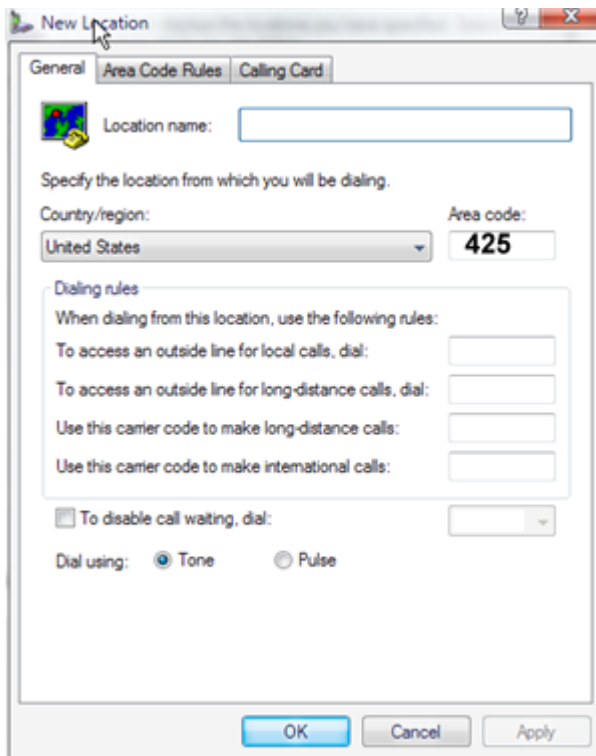 New Location
General Area Code Rules Calling Card
Location name:
Specify the location from which you will be dialing.
Country/region: Area code:
United States 425
Dialing rules
When dialing from this location, use the following rules:
To access an outside line for local calls, dial:
To access an outside line for long-distance calls, dial:
Use this carrier code to make long-distance calls:
Use this carrier code to make international calls:
To disable call waiting, dial:
Dial using: Tone Pulse
OK Cancel Apply